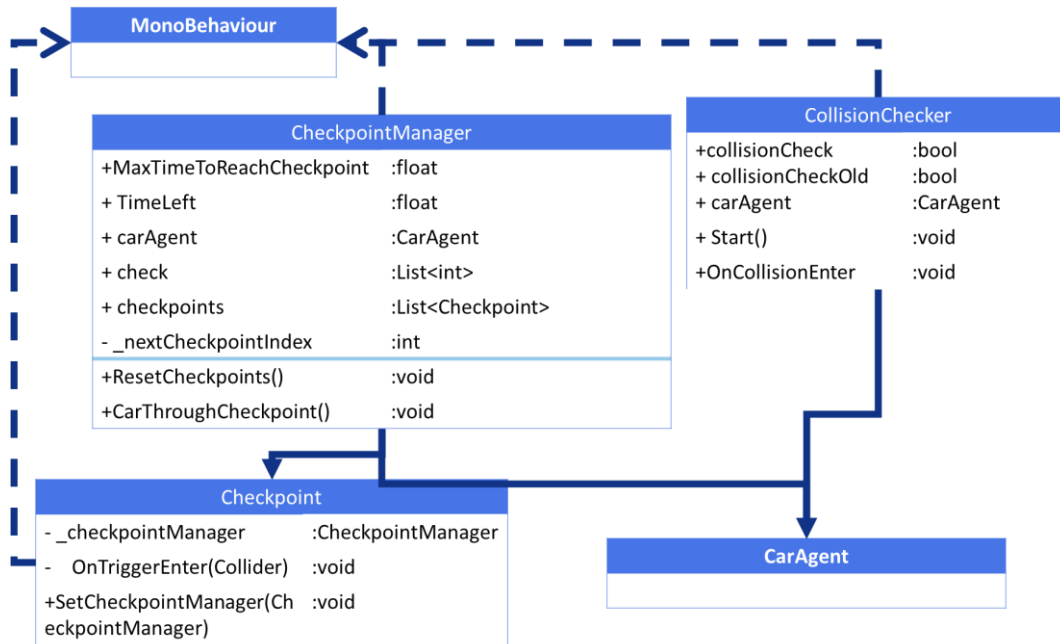 MonoBehaviour
CheckpointManager
+MaxTimeToReachCheckpoint :float
+ TimeLeft :float
+ carAgent :CarAgent
+ check :List<int>
+ checkpoints :List<Checkpoint>
- _nextCheckpointIndex :int
+ResetCheckpoints() :void
+CarThroughCheckpoint() :void
CollisionChecker
+collisionCheck :bool
+ collisionCheckOld :bool
+ carAgent :CarAgent
+ Start() :void
+OnCollisionEnter :void
Checkpoint
- _checkpointManager :CheckpointManager
- OnTriggerEnter(Collider) :void
+SetCheckpointManager(Ch :void
eckpointManager)
CarAgent